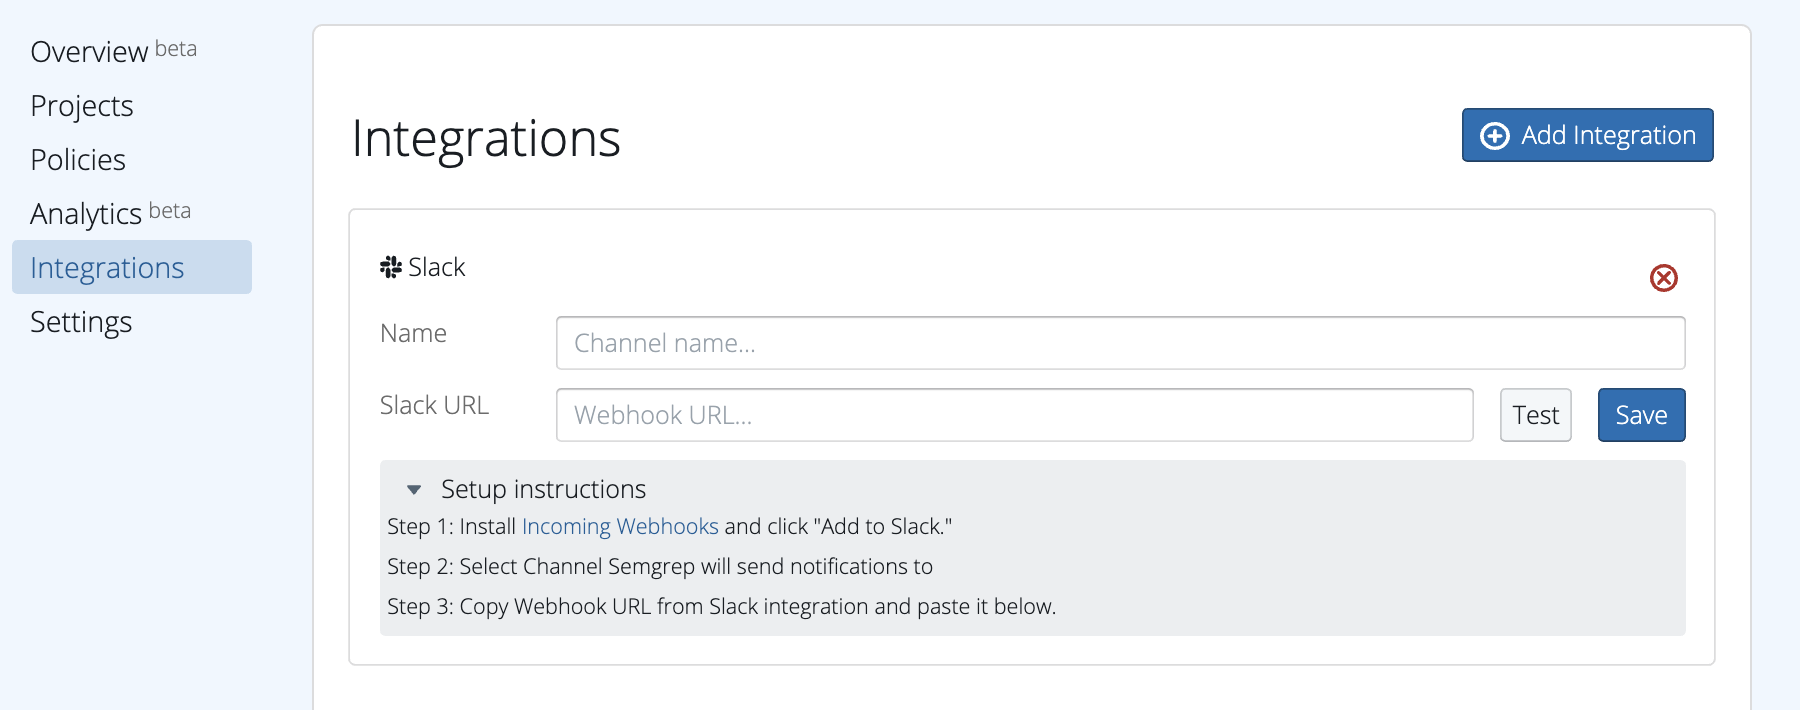 Overview beta
Projects
Policies
Analytics beta
Integrations
Settings
Integrations
Add Integration
Slack
Name
Channel name...
Slack URL
Webhook URL...
Test
Save
Setup instructions
Step 1: Install Incoming Webhooks and click "Add to Slack."
Step 2: Select Channel Semgrep will send notifications to
Step 3: Copy Webhook URL from Slack integration and paste it below.